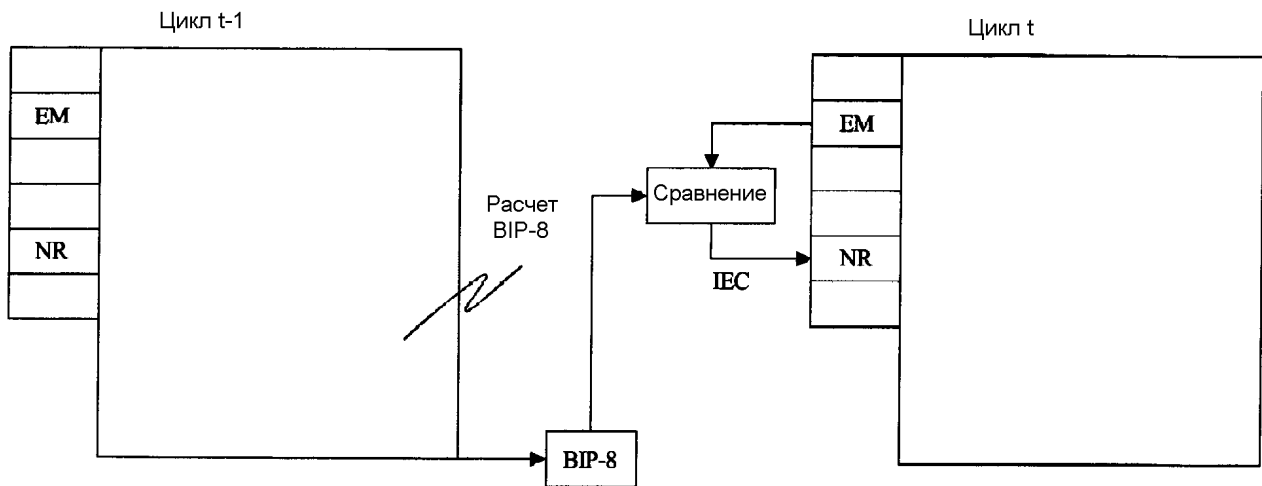 Цикл t-1
Цикл t
EM
NR
Расчет
BIP-8
BIP-8
Сравнение
IEC
EM
NR